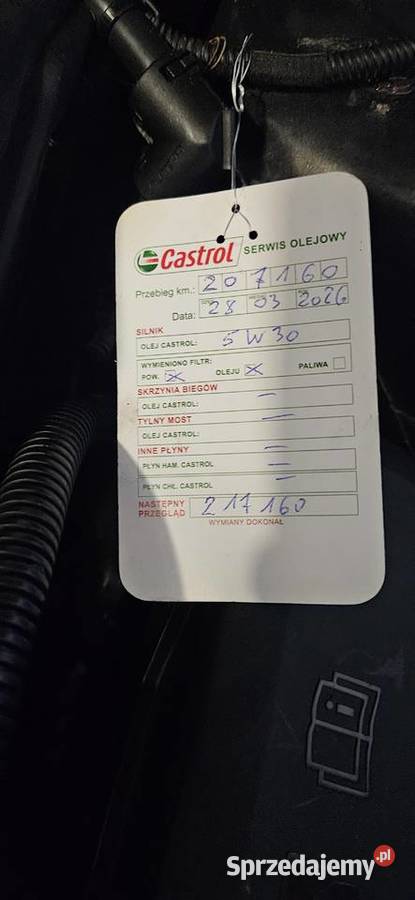 Castrol SERWIS OLEJOWY
Przebieg km.: 207160
Data: 28 03 2026
SILNIK
OLEJ CASTROL: 5W30
WYMIENIONO FILTR:
POW. X OLEJU X PALIWA
SKRZYNIA BIEGÓW
OLEJ CASTROL: —
TYLNY MOST
OLEJ CASTROL: —
INNE PŁYNY —
PŁYN HAM. CASTROL —
PŁYN CHŁ. CASTROL —
NASTĘPNY
PRZEGLĄD 217160
WYMIANY DOKONAŁ
Sprzedajemy.pl